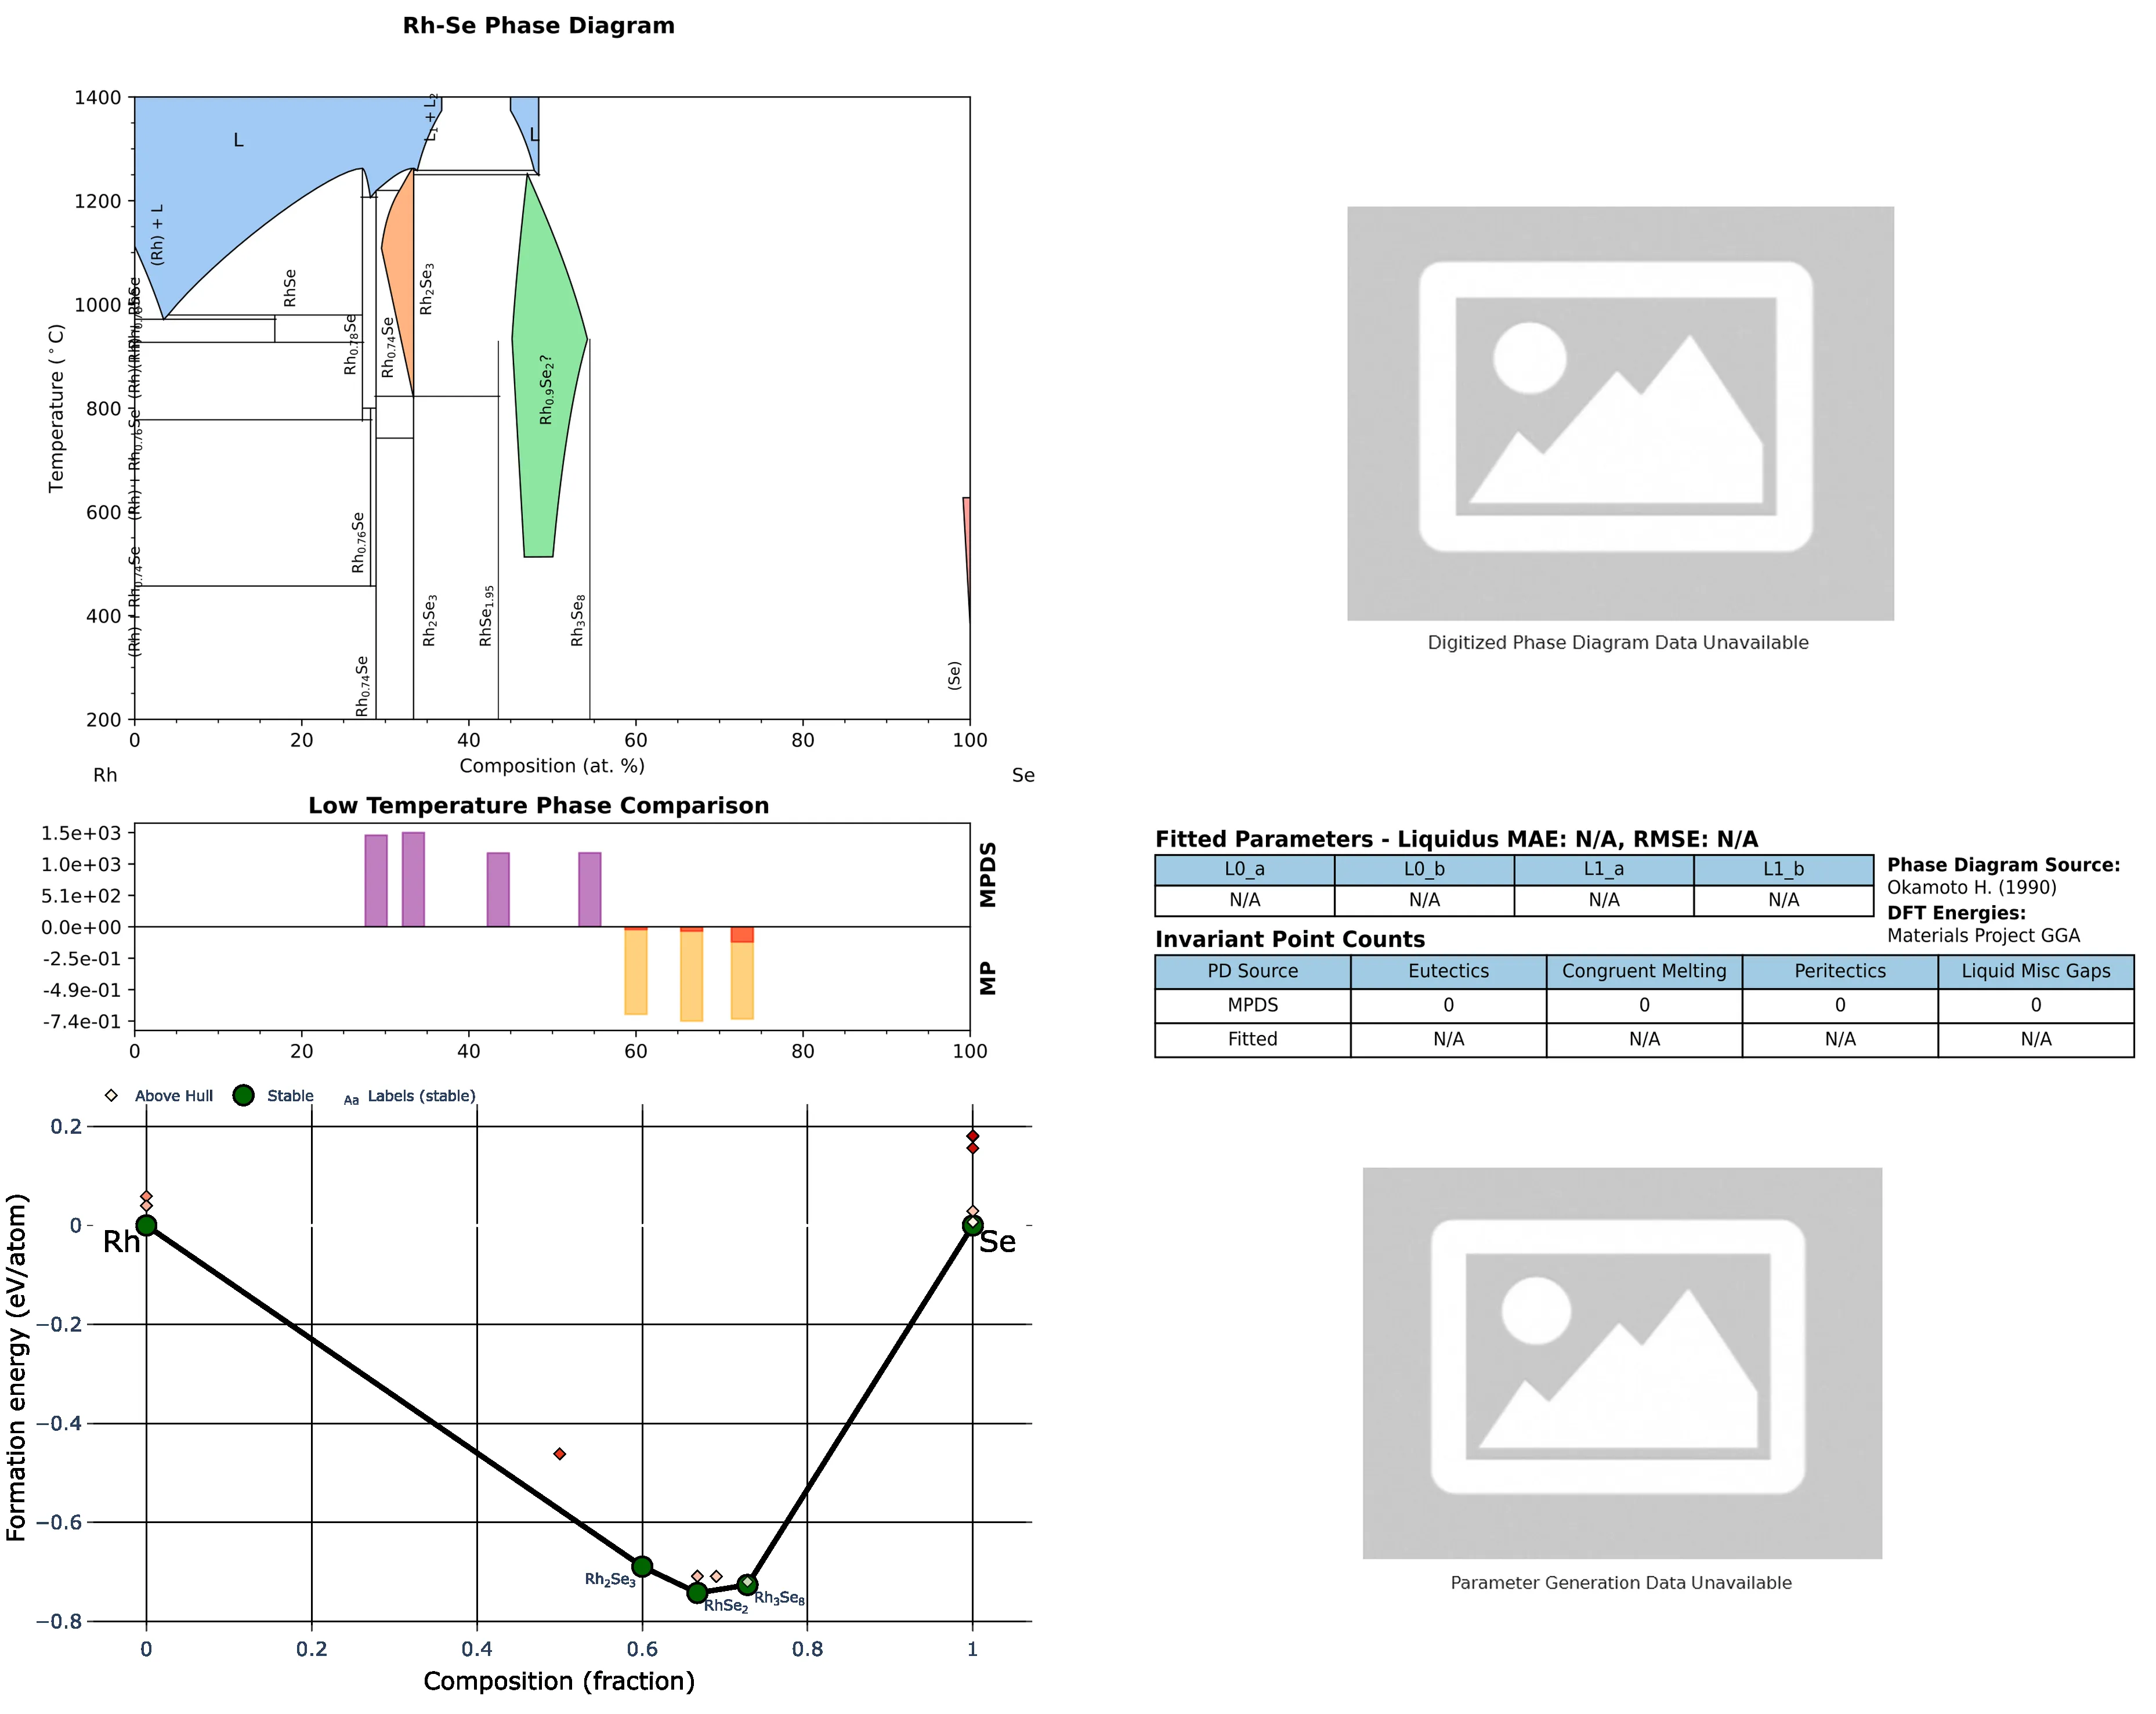 Rh-Se Phase Diagram
1400
1200
1000
800
600
400
200
Temperature (°C)
L
L₁ + L₂
L
(Rh) + L
RhSe
Rh₀.₇₈Se
Rh₀.₇₄Se
Rh₂Se₃
Rh₀.₉Se₂?
(Rh) + Rh₀.₇₆Se
Rh₀.₇₆Se
(Rh) + Rh₀.₇₄Se
Rh₀.₇₄Se
Rh₂Se₃
RhSe₁.₉₅
Rh₃Se₈
(Se)
0 20 40 60 80 100
Composition (at. %)
Rh Se
Digitized Phase Diagram Data Unavailable
Low Temperature Phase Comparison
1.5e+03
1.0e+03
5.1e+02
0.0e+00
-2.5e-01
-4.9e-01
-7.4e-01
MPDS
MP
0 20 40 60 80 100
Fitted Parameters - Liquidus MAE: N/A, RMSE: N/A
L0_a L0_b L1_a L1_b
N/A N/A N/A N/A
Phase Diagram Source:
Okamoto H. (1990)
DFT Energies:
Materials Project GGA
Invariant Point Counts
PD Source Eutectics Congruent Melting Peritectics Liquid Misc Gaps
MPDS 0 0 0 0
Fitted N/A N/A N/A N/A
Above Hull Stable Aa Labels (stable)
0.2
0
−0.2
−0.4
−0.6
−0.8
Formation energy (eV/atom)
Rh
Se
Rh₂Se₃
RhSe₂
Rh₃Se₈
0 0.2 0.4 0.6 0.8 1
Composition (fraction)
Parameter Generation Data Unavailable